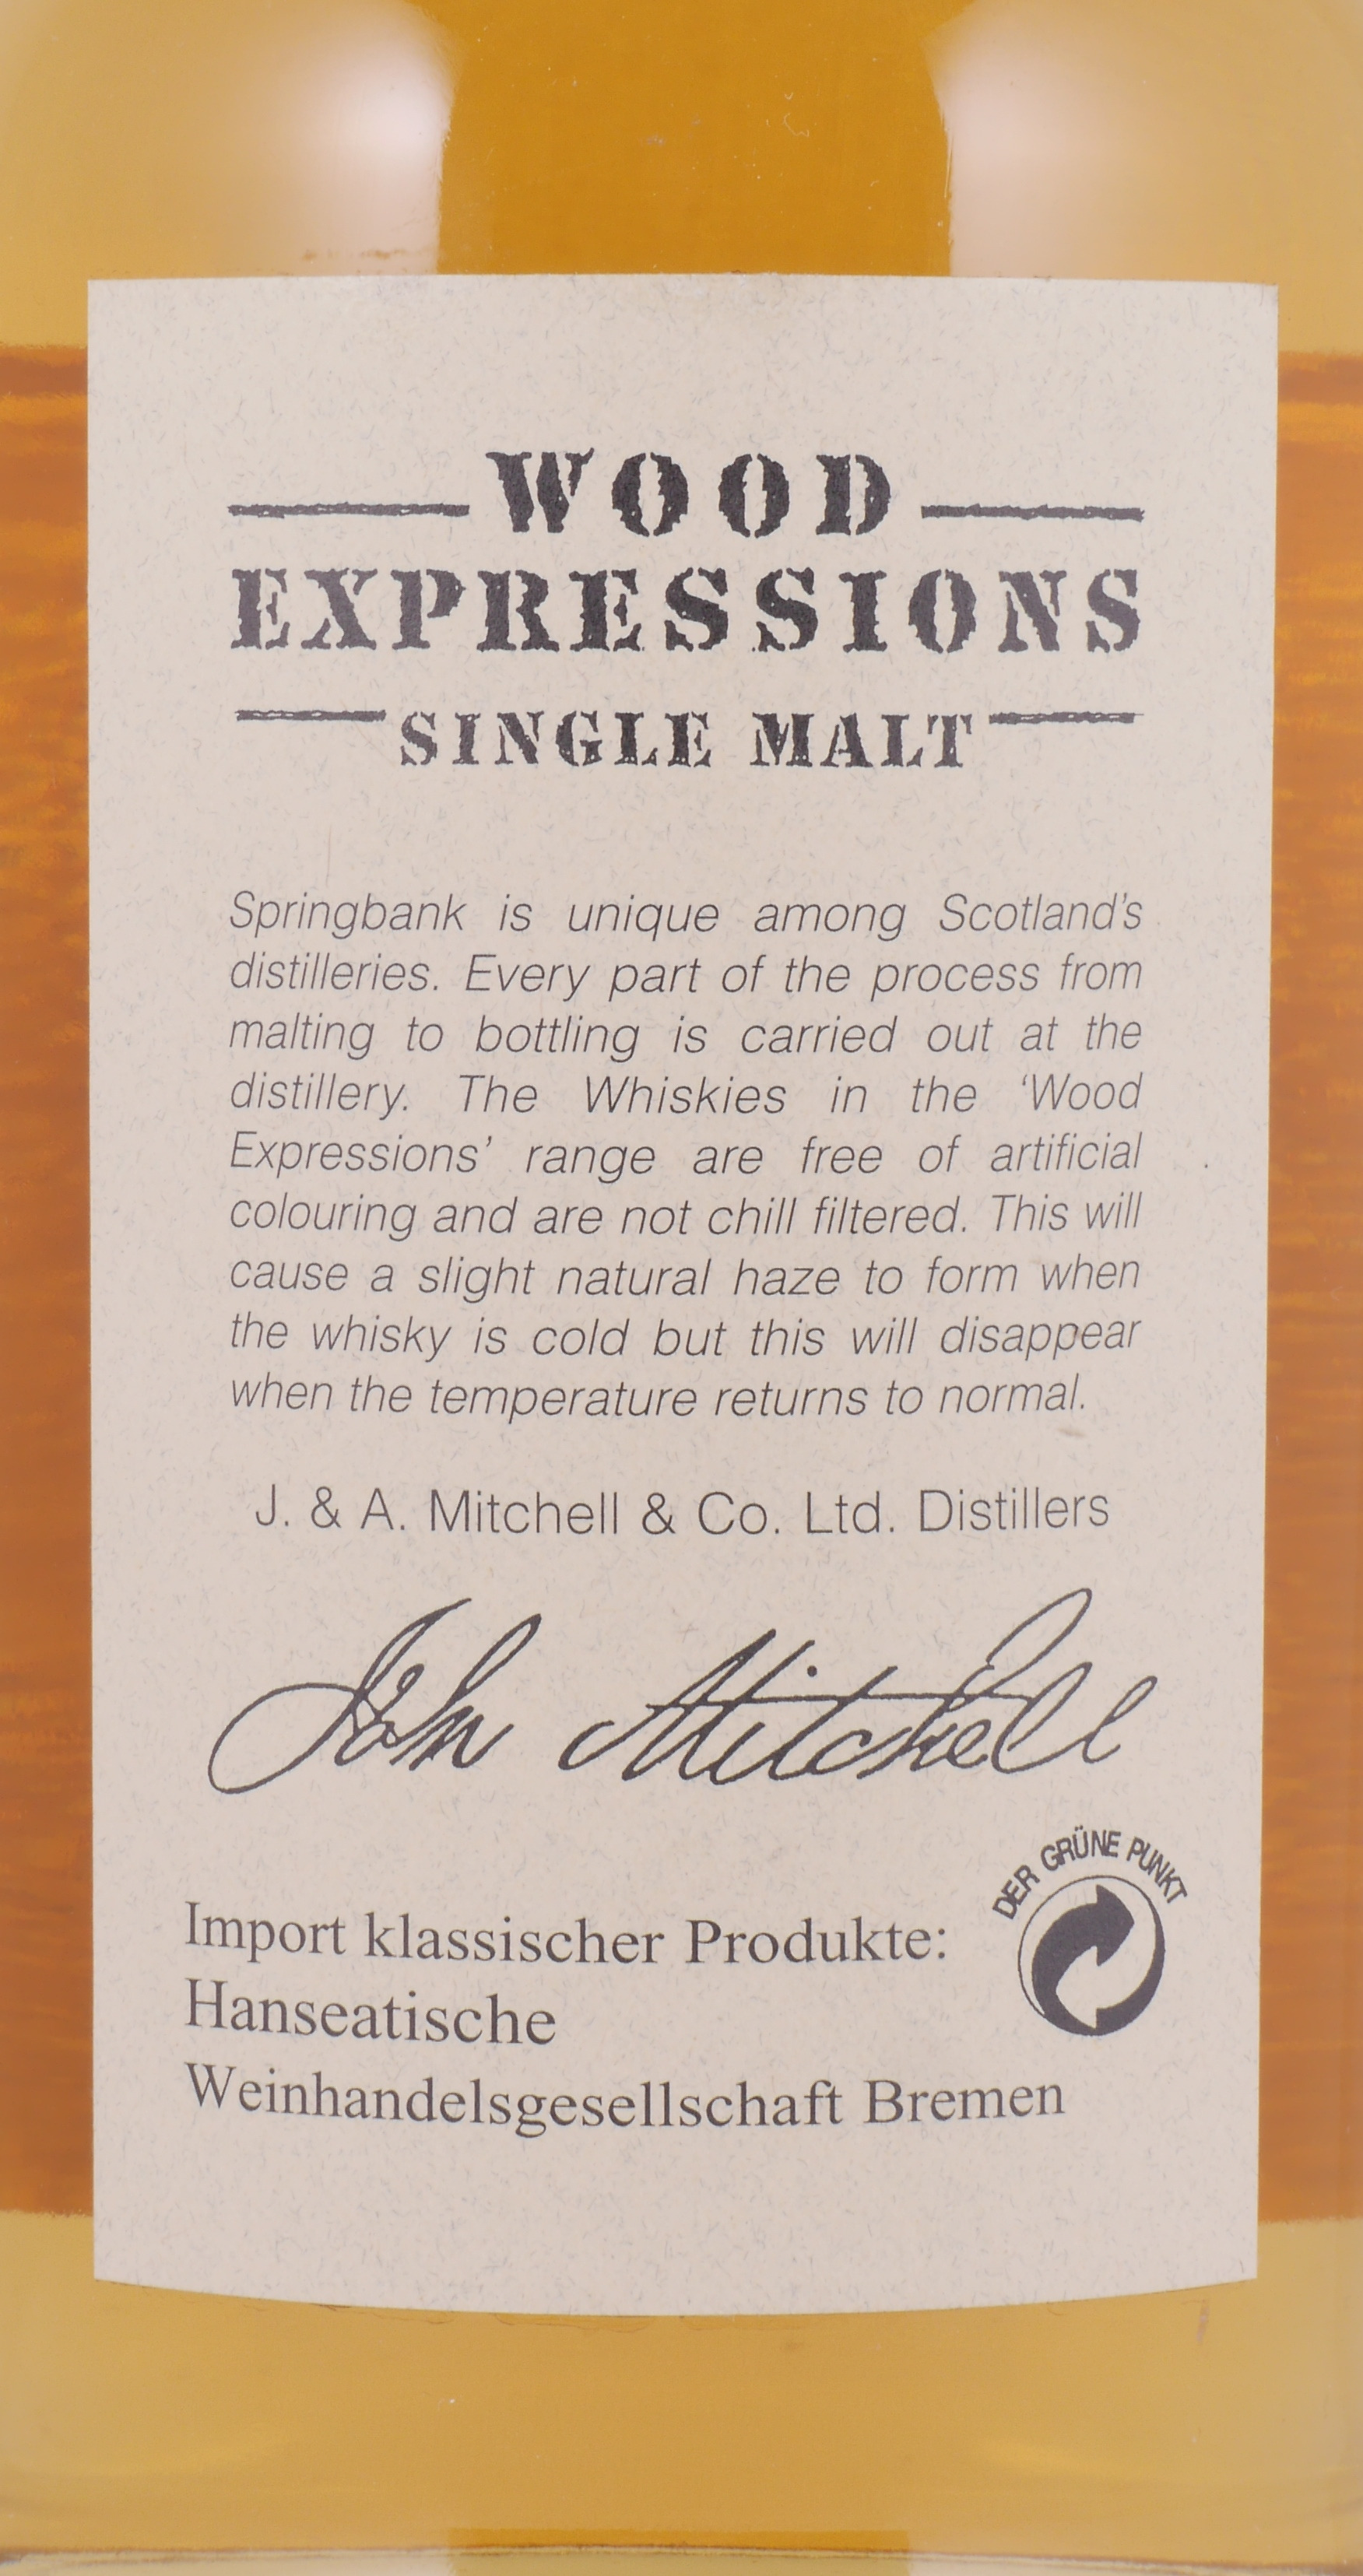 WOOD
EXPRESSIONS
SINGLE MALT
Springbank is unique among Scotland's
distilleries. Every part of the process from
malting to bottling is carried out at the
distillery. The Whiskies in the ‘Wood
Expressions’ range are free of artificial
colouring and are not chill filtered. This will
cause a slight natural haze to form when
the whisky is cold but this will disappear
when the temperature returns to normal.
J. & A. Mitchell & Co. Ltd. Distillers
John Mitchell
DER GRÜNE PUNKT
Import klassischer Produkte:
Hanseatische
Weinhandelsgesellschaft Bremen